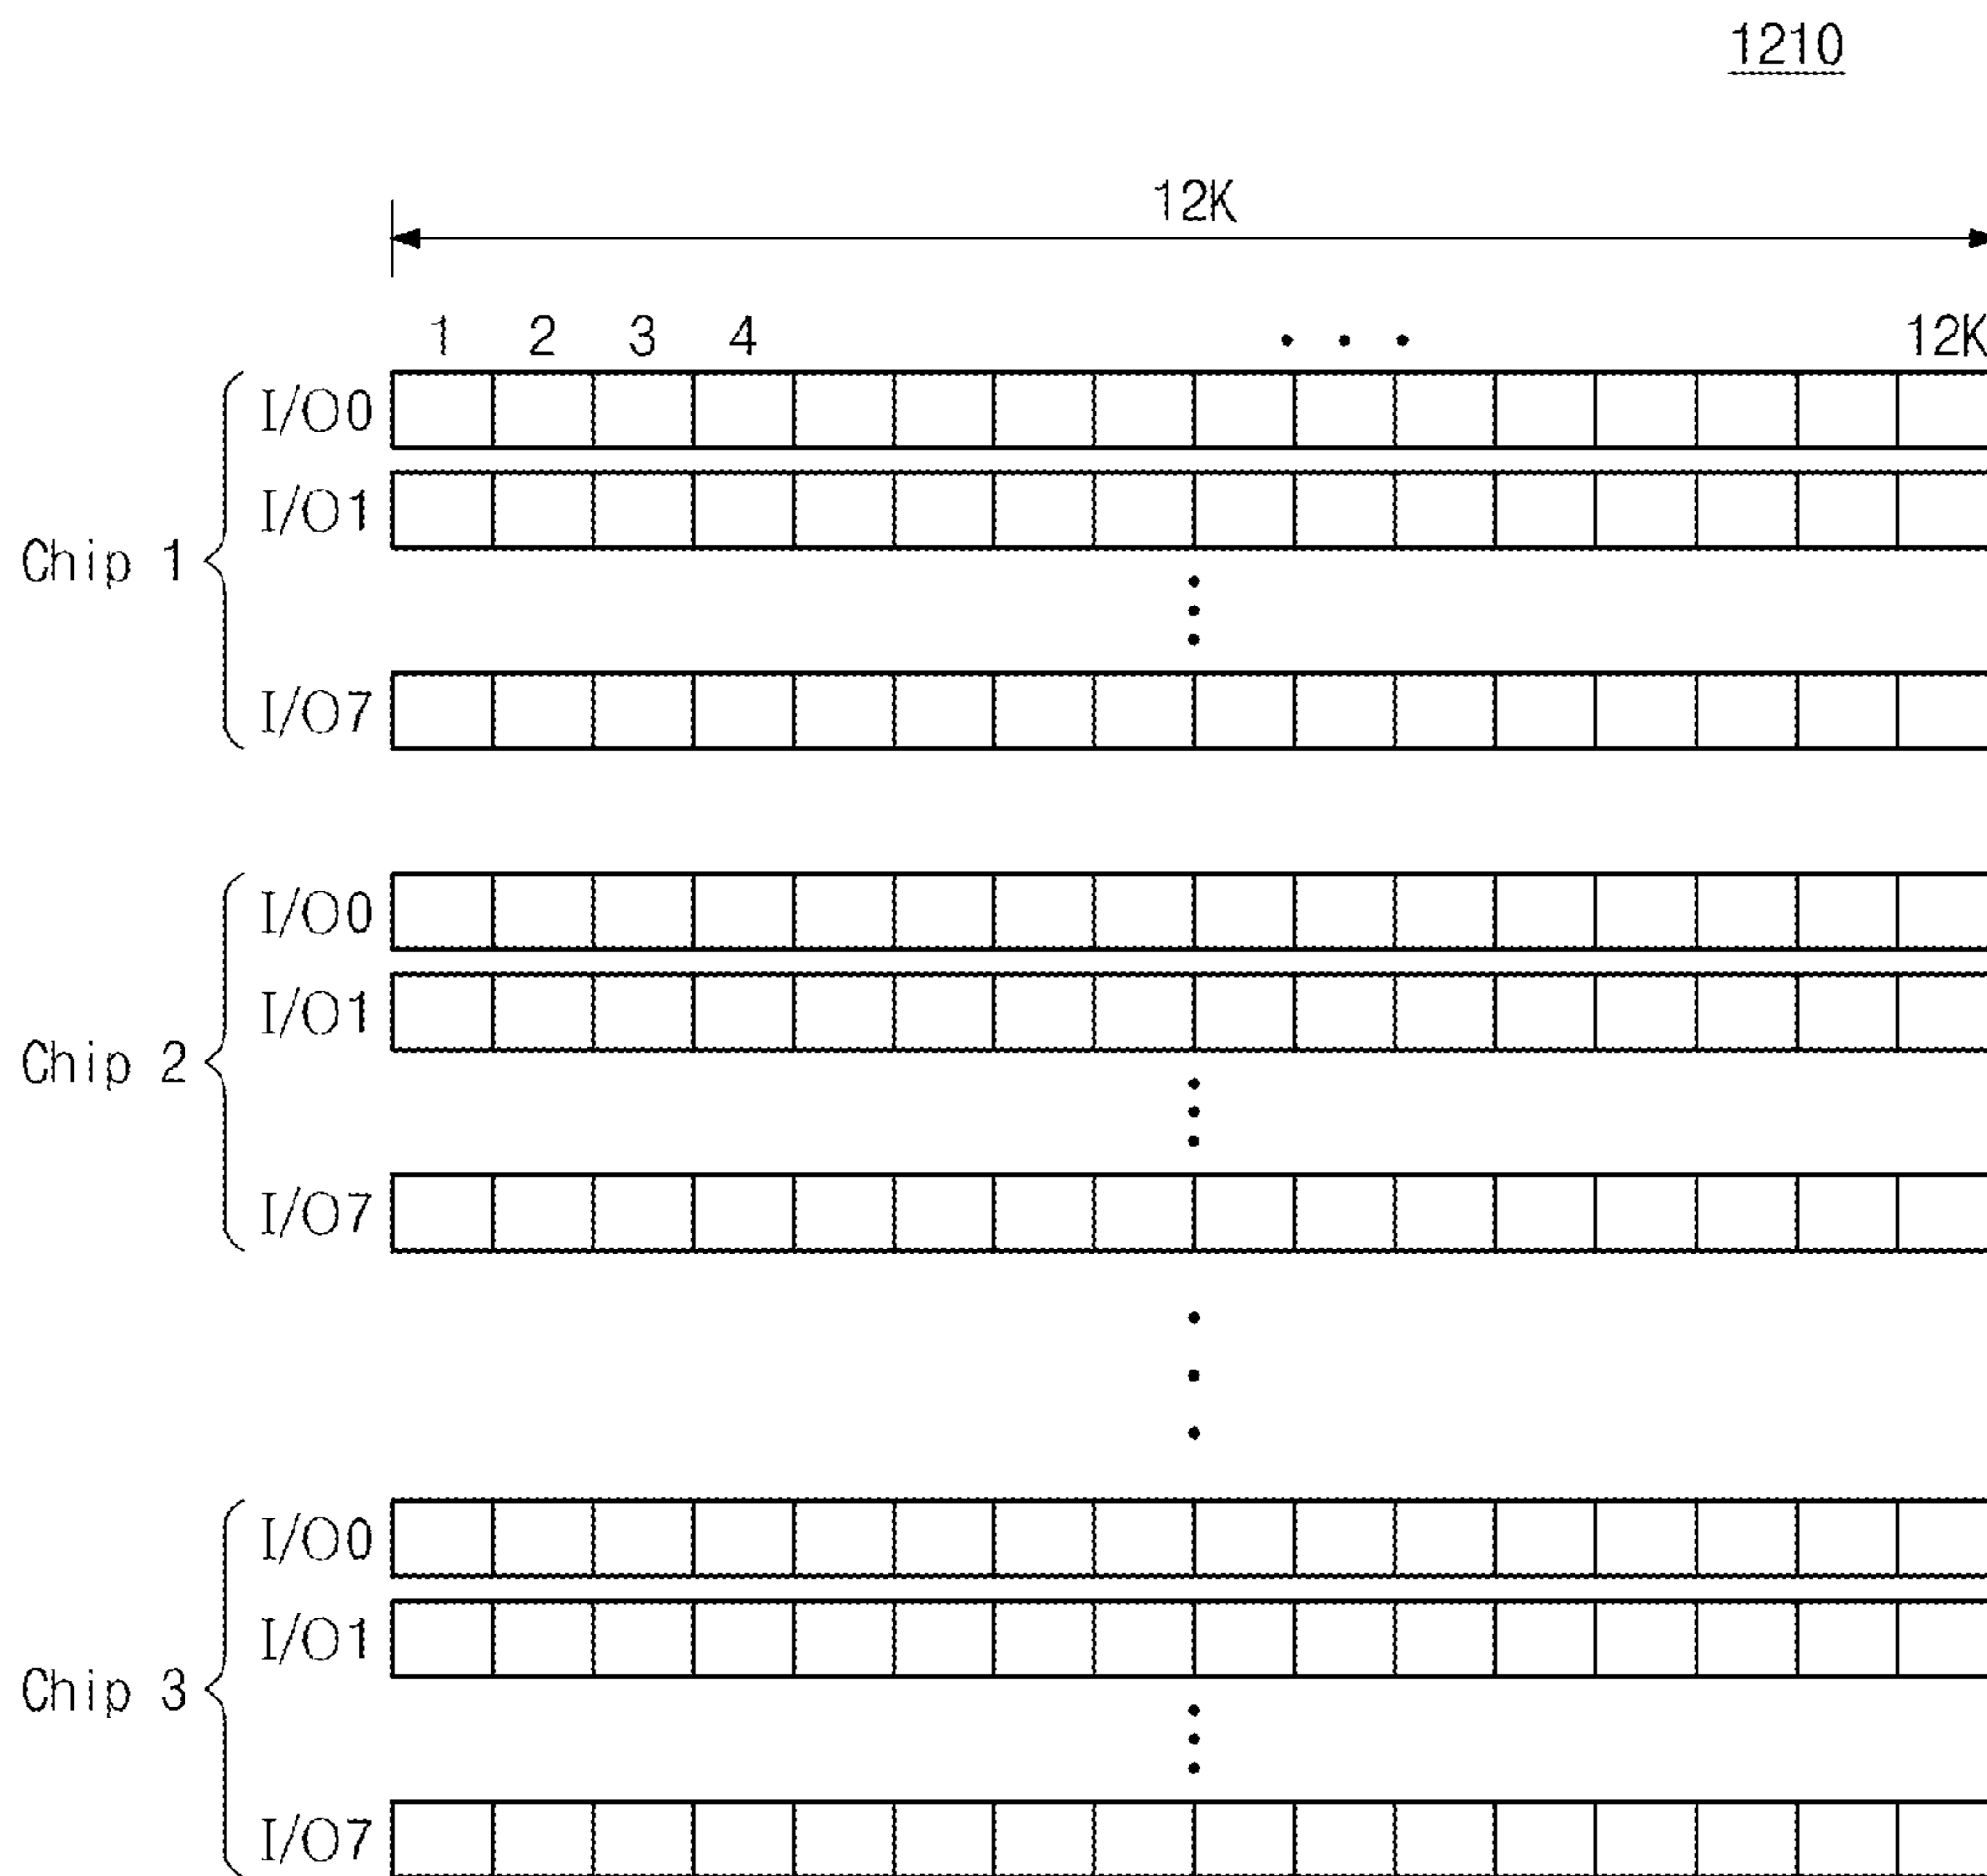 1210
12K
1 2 3 4 . . . 12K
I/O0
I/O1
Chip 1
I/O7
I/O0
I/O1
Chip 2
I/O7
I/O0
I/O1
Chip 3
I/O7